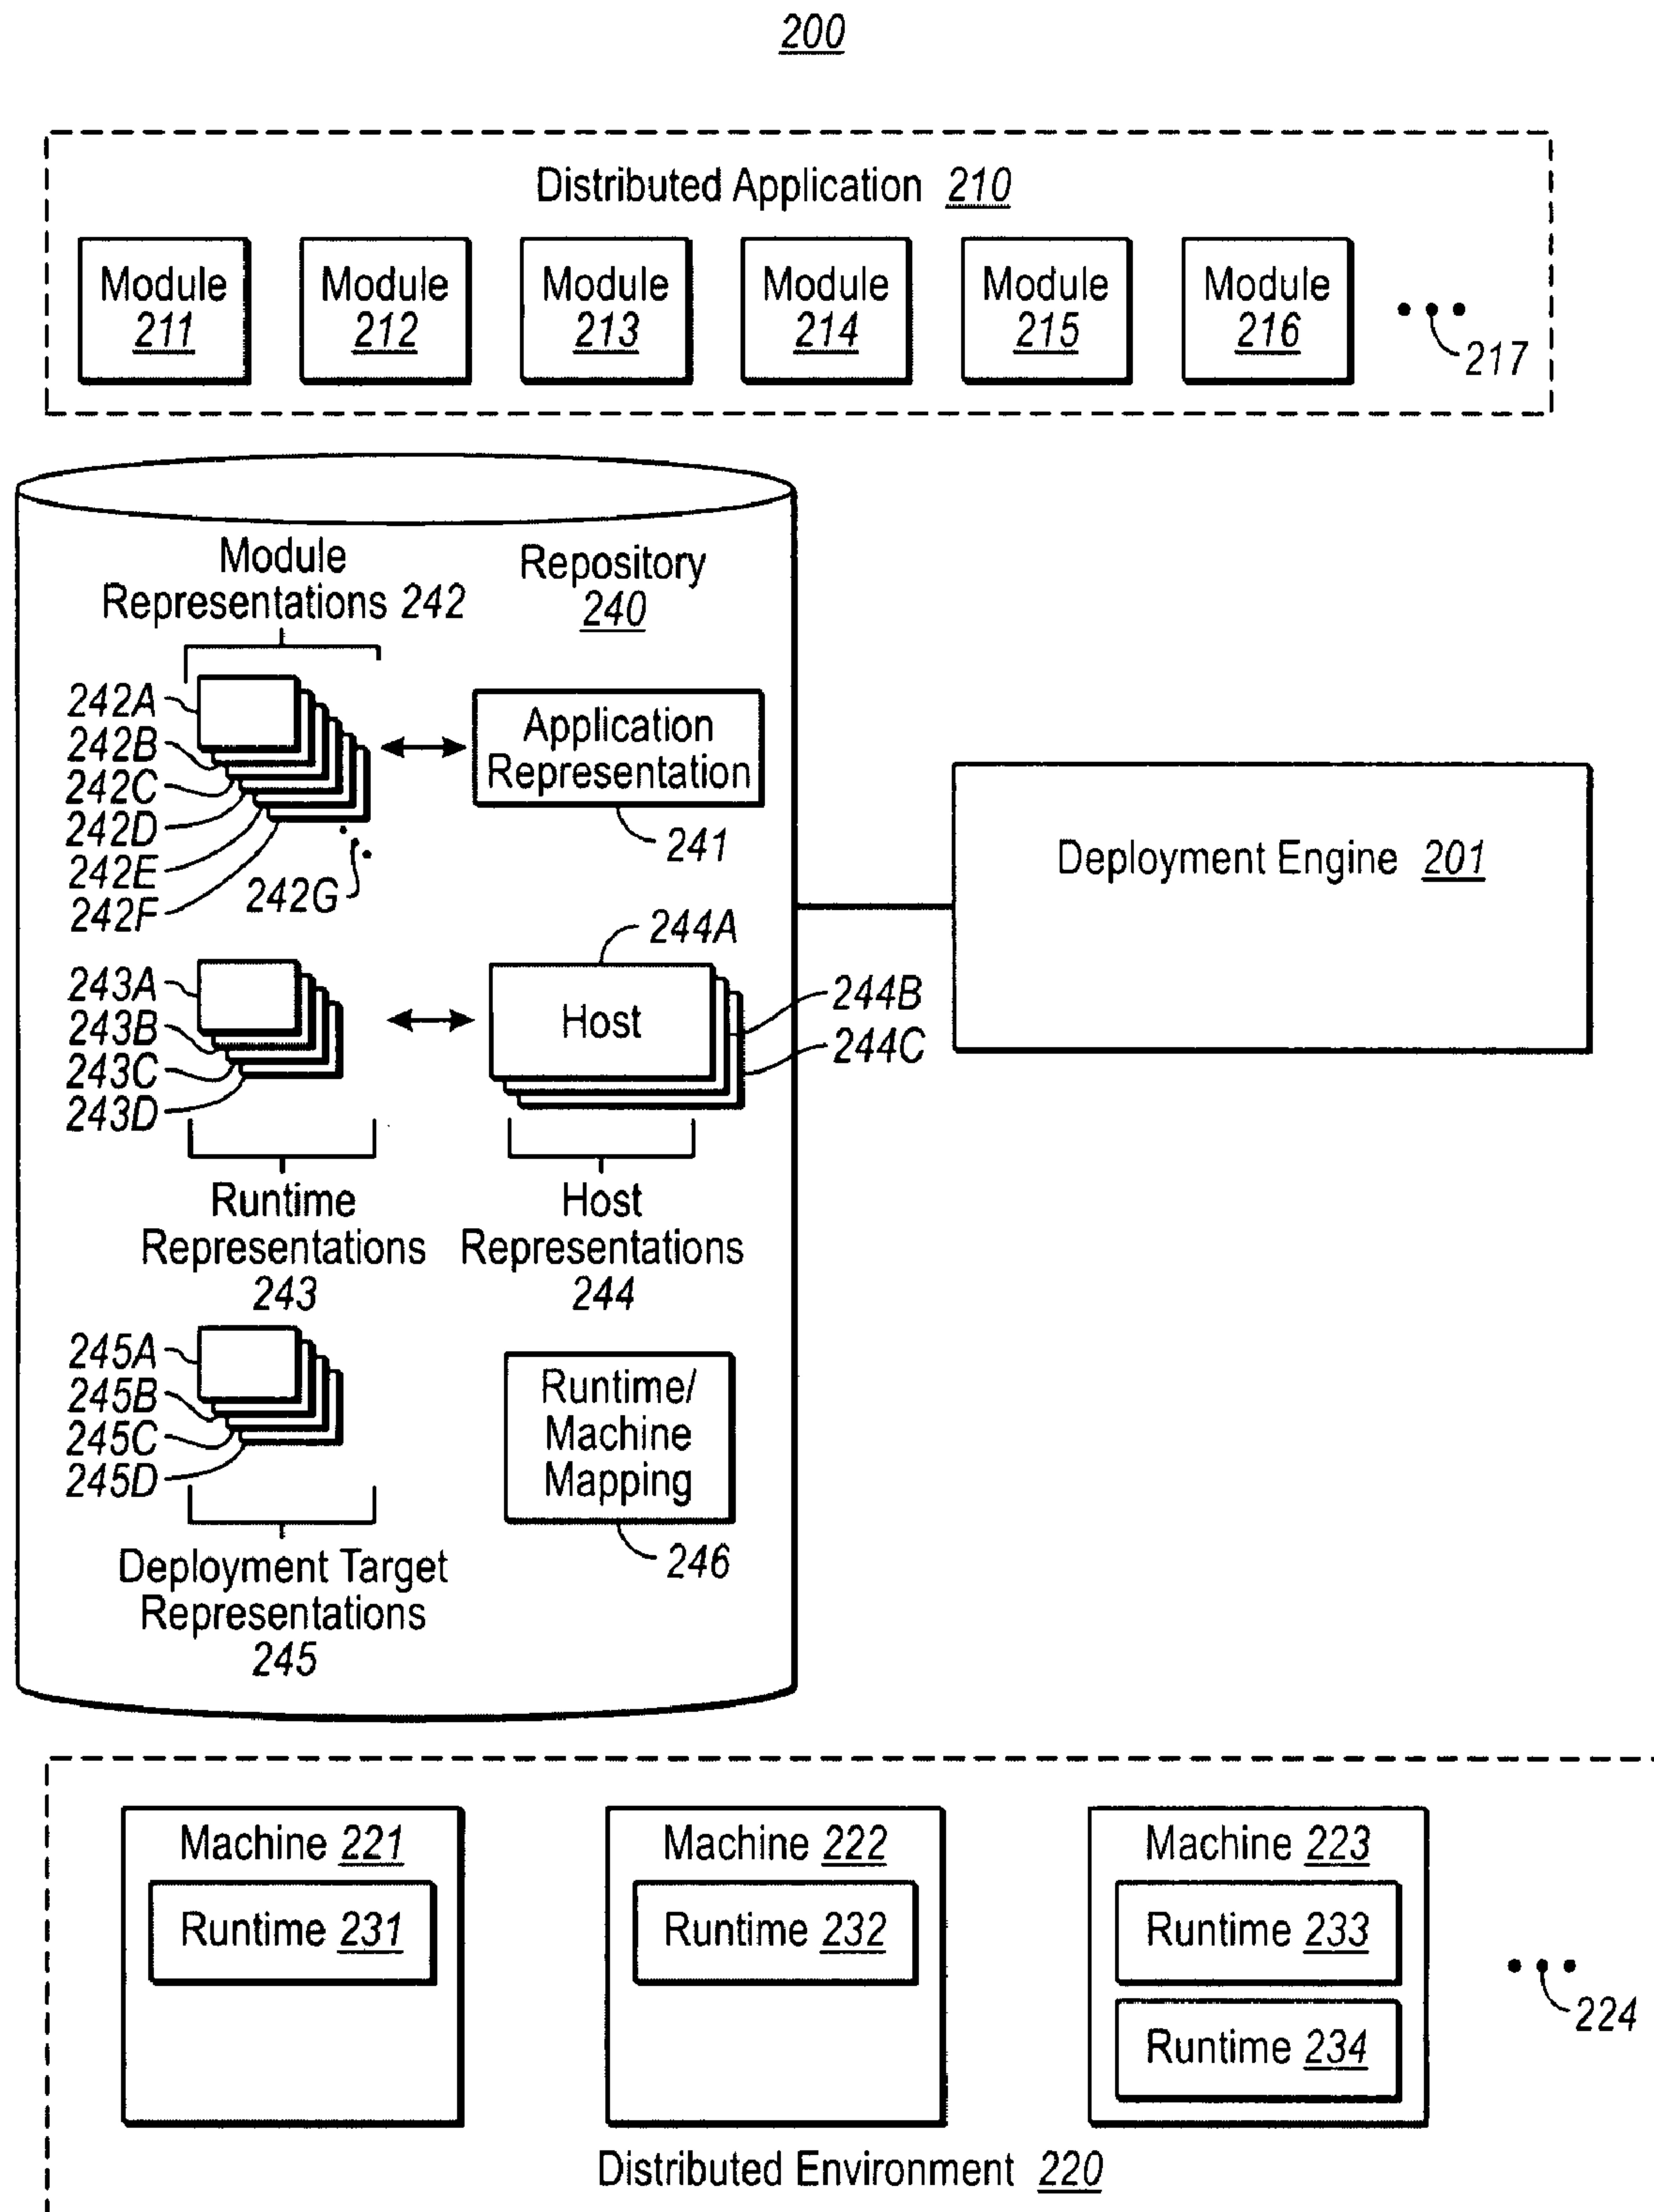 200
Distributed Application 210
Module
211
Module
212
Module
213
Module
214
Module
215
Module
216
217
Module
Representations 242
Repository
240
242A
242B
242C
242D
242E
242F
242G
Application
Representation
241
Deployment Engine 201
243A
243B
243C
243D
244A
Host
244B
244C
Runtime
Representations
243
Host
Representations
244
245A
245B
245C
245D
Runtime/
Machine
Mapping
246
Deployment Target
Representations
245
Machine 221
Runtime 231
Machine 222
Runtime 232
Machine 223
Runtime 233
Runtime 234
224
Distributed Environment 220